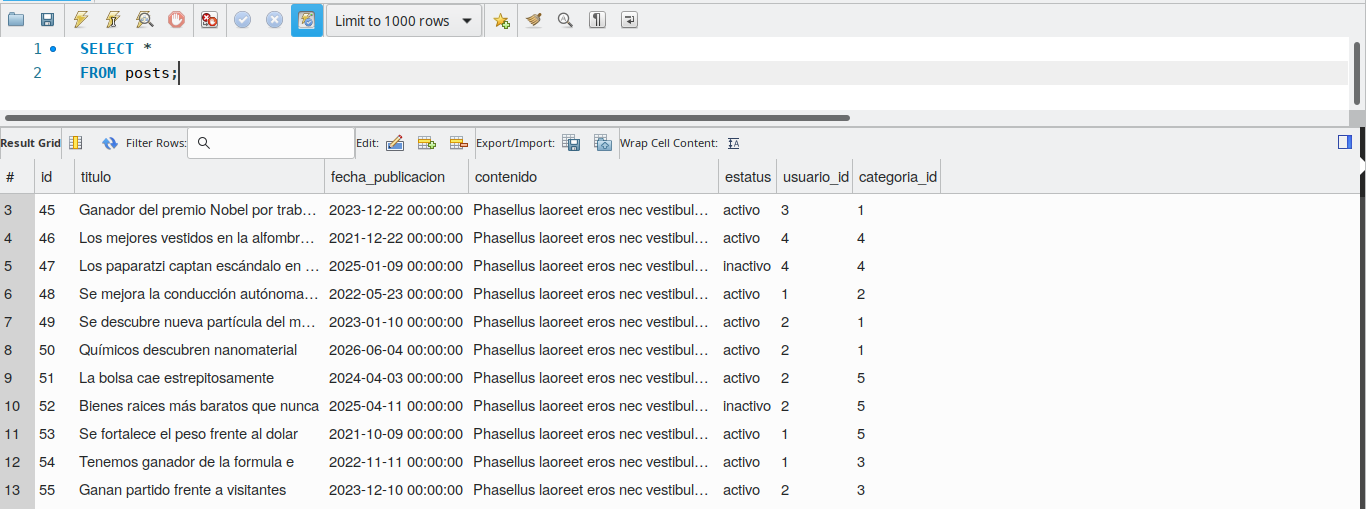 Limit to 1000 rows
1 SELECT *
2 FROM posts;
Result Grid Filter Rows: Edit: Export/Import: Wrap Cell Content:
# id titulo fecha_publicacion contenido estatus usuario_id categoria_id
3 45 Ganador del premio Nobel por trab... 2023-12-22 00:00:00 Phasellus laoreet eros nec vestibul... activo 3 1
4 46 Los mejores vestidos en la alfombr... 2021-12-22 00:00:00 Phasellus laoreet eros nec vestibul... activo 4 4
5 47 Los paparatzi captan escándalo en ... 2025-01-09 00:00:00 Phasellus laoreet eros nec vestibul... inactivo 4 4
6 48 Se mejora la conducción autónoma... 2022-05-23 00:00:00 Phasellus laoreet eros nec vestibul... activo 1 2
7 49 Se descubre nueva partícula del m... 2023-01-10 00:00:00 Phasellus laoreet eros nec vestibul... activo 2 1
8 50 Químicos descubren nanomaterial 2026-06-04 00:00:00 Phasellus laoreet eros nec vestibul... activo 2 1
9 51 La bolsa cae estrepitosamente 2024-04-03 00:00:00 Phasellus laoreet eros nec vestibul... activo 2 5
10 52 Bienes raices más baratos que nunca 2025-04-11 00:00:00 Phasellus laoreet eros nec vestibul... inactivo 2 5
11 53 Se fortalece el peso frente al dolar 2021-10-09 00:00:00 Phasellus laoreet eros nec vestibul... activo 1 5
12 54 Tenemos ganador de la formula e 2022-11-11 00:00:00 Phasellus laoreet eros nec vestibul... activo 1 3
13 55 Ganan partido frente a visitantes 2023-12-10 00:00:00 Phasellus laoreet eros nec vestibul... activo 2 3